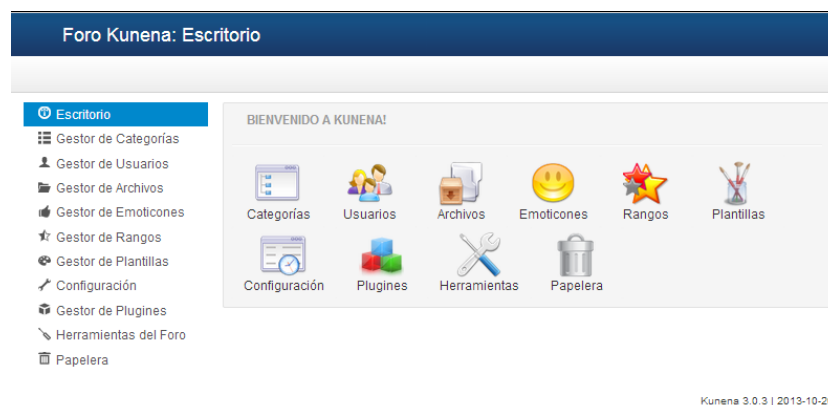 Foro Kunena: Escritorio
Escritorio
Gestor de Categorías
Gestor de Usuarios
Gestor de Archivos
Gestor de Emoticones
Gestor de Rangos
Gestor de Plantillas
Configuración
Gestor de Plugines
Herramientas del Foro
Papelera
BIENVENIDO A KUNENA!
Categorías Usuarios Archivos Emoticones Rangos Plantillas
Configuración Plugines Herramientas Papelera
Kunena 3.0.3 | 2013-10-2